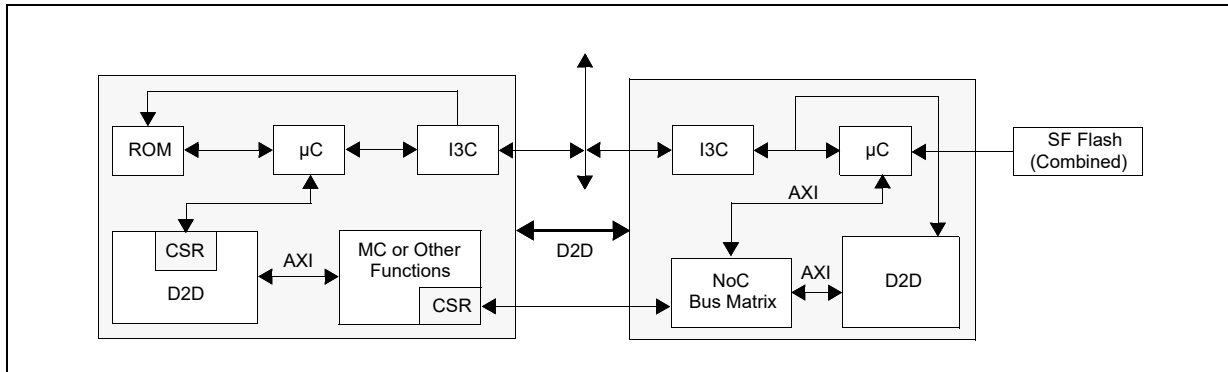 ROM
µC
I3C
I3C
µC
SF Flash
(Combined)
AXI
CSR
D2D
AXI
MC or Other
Functions
CSR
D2D
NoC
Bus Matrix
AXI
D2D